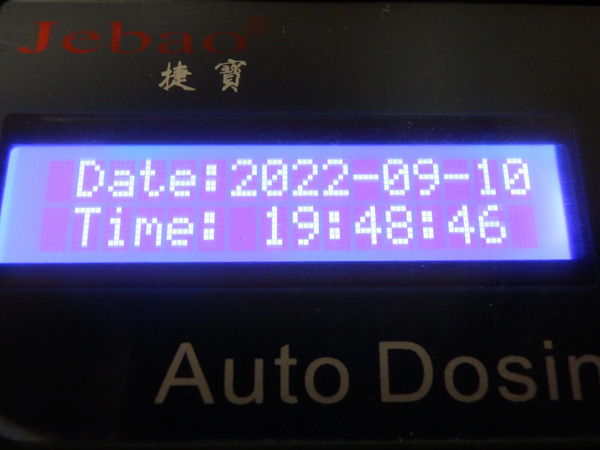 Jebao®
捷寶
Date:2022-09-10
Time: 19:48:46
Auto Dosin